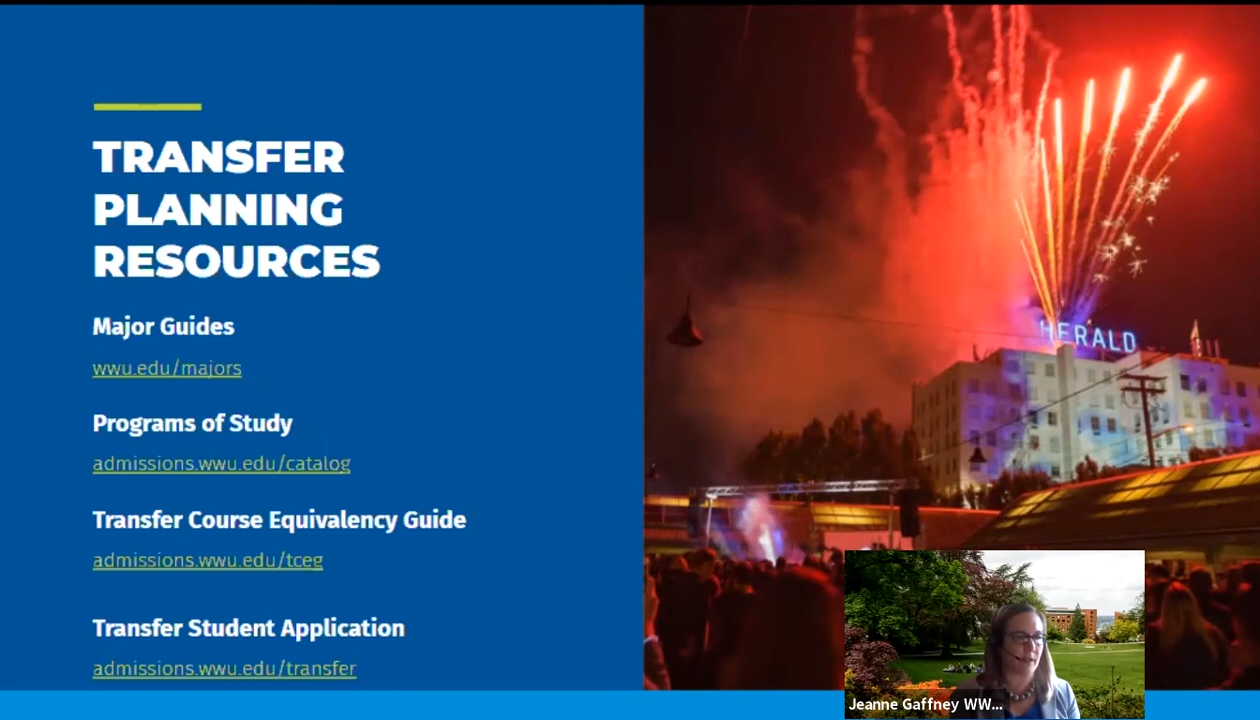 TRANSFER
PLANNING
RESOURCES
Major Guides
wwu.edu/majors
Programs of Study
admissions.wwu.edu/catalog
Transfer Course Equivalency Guide
admissions.wwu.edu/tceg
Transfer Student Application
admissions.wwu.edu/transfer
HERALD
Jeanne Gaffney WW...